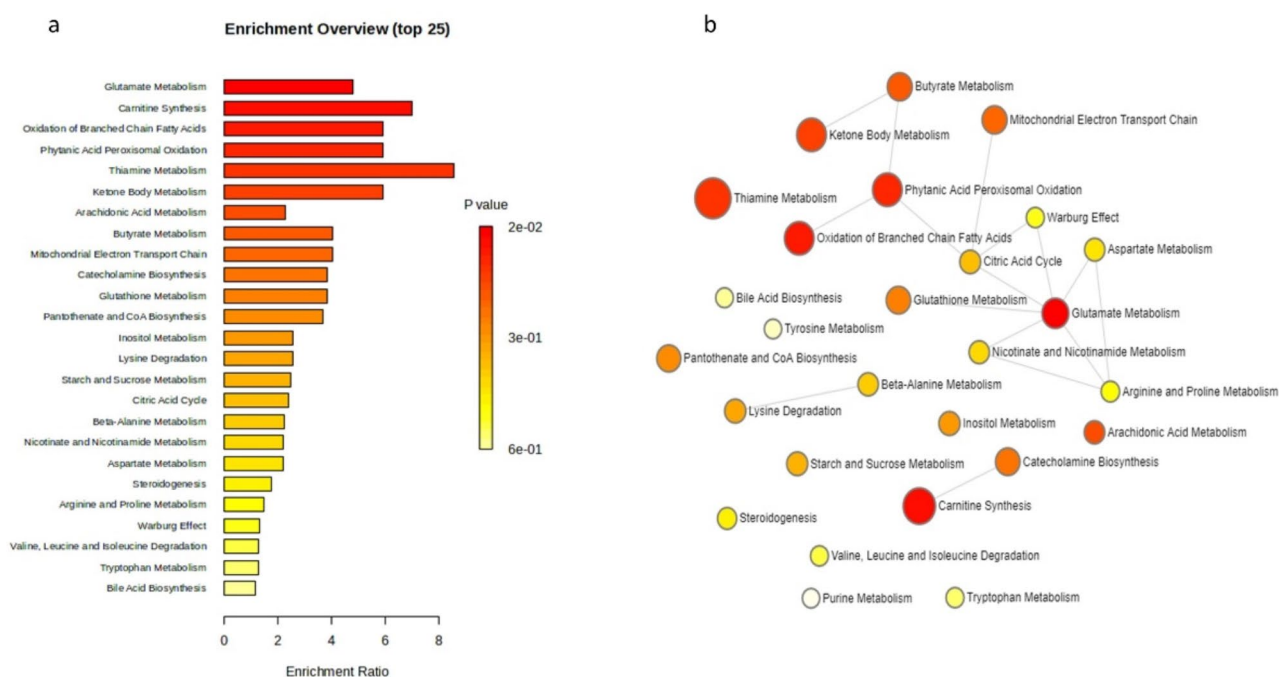 a
Enrichment Overview (top 25)
Glutamate Metabolism
Carnitine Synthesis
Oxidation of Branched Chain Fatty Acids
Phytanic Acid Peroxisomal Oxidation
Thiamine Metabolism
Ketone Body Metabolism
Arachidonic Acid Metabolism
Butyrate Metabolism
Mitochondrial Electron Transport Chain
Catecholamine Biosynthesis
Glutathione Metabolism
Pantothenate and CoA Biosynthesis
Inositol Metabolism
Lysine Degradation
Starch and Sucrose Metabolism
Citric Acid Cycle
Beta-Alanine Metabolism
Nicotinate and Nicotinamide Metabolism
Aspartate Metabolism
Steroidogenesis
Arginine and Proline Metabolism
Warburg Effect
Valine, Leucine and Isoleucine Degradation
Tryptophan Metabolism
Bile Acid Biosynthesis
0 2 4 6 8
Enrichment Ratio
P value
2e-02
3e-01
6e-01
b
Butyrate Metabolism
Mitochondrial Electron Transport Chain
Ketone Body Metabolism
Phytanic Acid Peroxisomal Oxidation
Thiamine Metabolism
Warburg Effect
Oxidation of Branched Chain Fatty Acids
Aspartate Metabolism
Citric Acid Cycle
Bile Acid Biosynthesis
Glutathione Metabolism
Glutamate Metabolism
Tyrosine Metabolism
Nicotinate and Nicotinamide Metabolism
Pantothenate and CoA Biosynthesis
Beta-Alanine Metabolism
Arginine and Proline Metabolism
Lysine Degradation
Inositol Metabolism
Arachidonic Acid Metabolism
Starch and Sucrose Metabolism
Catecholamine Biosynthesis
Carnitine Synthesis
Steroidogenesis
Valine, Leucine and Isoleucine Degradation
Purine Metabolism
Tryptophan Metabolism